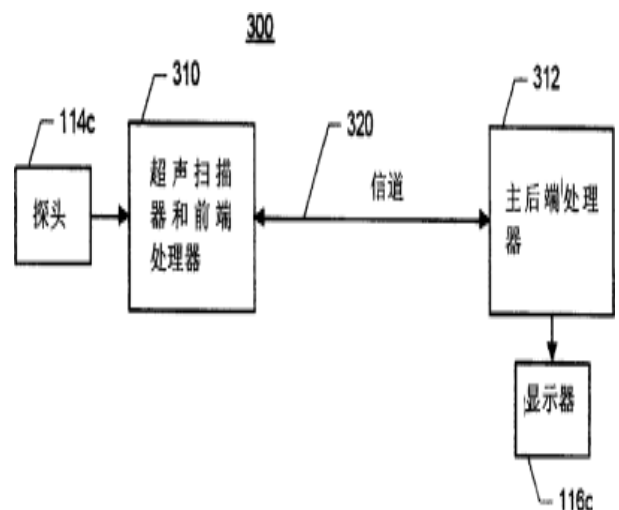 300
310
312
114c
320
超声扫描
器和前端
处理器
信道
主后端处理
器
探头
显示器
116c